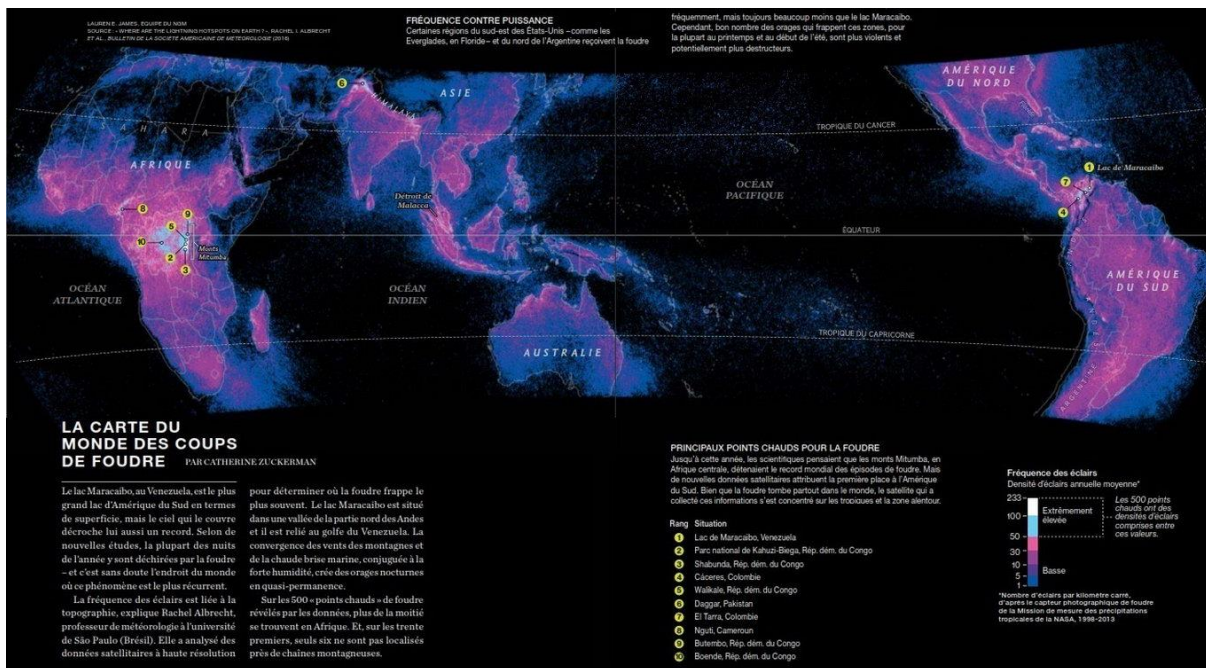 LAUREN E. JAMES, ÉQUIPE DU NGM
SOURCE : « WHERE ARE THE LIGHTNING HOTSPOTS ON EARTH ? », RACHEL I. ALBRECHT
ET AL., BULLETIN DE LA SOCIÉTÉ AMÉRICAINE DE MÉTÉOROLOGIE (2016)
FRÉQUENCE CONTRE PUISSANCE
Certaines régions du sud-est des États-Unis –comme les
Everglades, en Floride– et du nord de l'Argentine reçoivent la foudre
fréquemment, mais toujours beaucoup moins que le lac Maracaibo.
Cependant, bon nombre des orages qui frappent ces zones, pour
la plupart au printemps et au début de l'été, sont plus violents et
potentiellement plus destructeurs.
6
HIMALAYA
ASIE
AMÉRIQUE
DU NORD
SAHARA
TROPIQUE DU CANCER
AFRIQUE
1
Lac de Maracaibo
7
4
Détroit de
Malacca
OCÉAN
PACIFIQUE
8
9
5
10
2
3
Monts
Mitumba
ÉQUATEUR
OCÉAN
ATLANTIQUE
OCÉAN
INDIEN
AMÉRIQUE
DU SUD
TROPIQUE DU CAPRICORNE
AUSTRALIE
ARGENTINE
LA CARTE DU
MONDE DES COUPS
DE FOUDRE
PAR CATHERINE ZUCKERMAN
Le lac Maracaibo, au Venezuela, est le plus
grand lac d'Amérique du Sud en termes
de superficie, mais le ciel qui le couvre
décroche lui aussi un record. Selon de
nouvelles études, la plupart des nuits
de l'année y sont déchirées par la foudre
– et c'est sans doute l'endroit du monde
où ce phénomène est le plus récurrent.
La fréquence des éclairs est liée à la
topographie, explique Rachel Albrecht,
professeur de météorologie à l'université
de São Paulo (Brésil). Elle a analysé des
données satellitaires à haute résolution
pour déterminer où la foudre frappe le
plus souvent. Le lac Maracaibo est situé
dans une vallée de la partie nord des Andes
et il est relié au golfe du Venezuela. La
convergence des vents des montagnes et
de la chaude brise marine, conjuguée à la
forte humidité, crée des orages nocturnes
en quasi-permanence.
Sur les 500 « points chauds » de foudre
révélés par les données, plus de la moitié
se trouvent en Afrique. Et, sur les trente
premiers, seuls six ne sont pas localisés
près de chaînes montagneuses.
PRINCIPAUX POINTS CHAUDS POUR LA FOUDRE
Jusqu'à cette année, les scientifiques pensaient que les monts Mitumba, en
Afrique centrale, détenaient le record mondial des épisodes de foudre. Mais
de nouvelles données satellitaires attribuent la première place à l'Amérique
du Sud. Bien que la foudre tombe partout dans le monde, le satellite qui a
collecté ces informations s'est concentré sur les tropiques et la zone alentour.
Rang Situation
1 Lac de Maracaibo, Venezuela
2 Parc national de Kahuzi-Biega, Rép. dém. du Congo
3 Shabunda, Rép. dém. du Congo
4 Cáceres, Colombie
5 Walikale, Rép. dém. du Congo
6 Daggar, Pakistan
7 El Tarra, Colombie
8 Nguti, Cameroun
9 Butembo, Rép. dém. du Congo
10 Boende, Rép. dém. du Congo
Fréquence des éclairs
Densité d'éclairs annuelle moyenne*
233
100
50
30
10
5
1
Extrêmement
élevée
Basse
Les 500 points
chauds ont des
densités d'éclairs
comprises entre
ces valeurs.
*Nombre d'éclairs par kilomètre carré,
d'après le capteur photographique de foudre
de la Mission de mesure des précipitations
tropicales de la NASA, 1998-2013